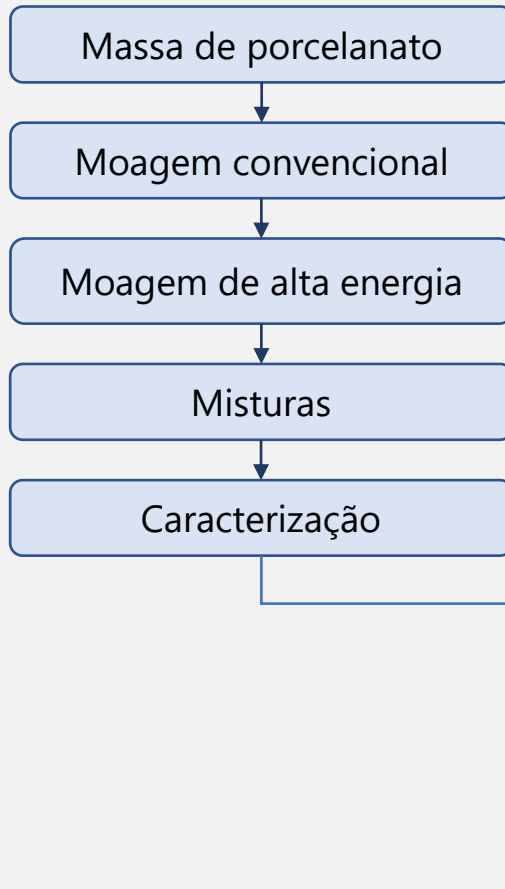 Massa de porcelanato
Moagem convencional
Moagem de alta energia
Misturas
Caracterização